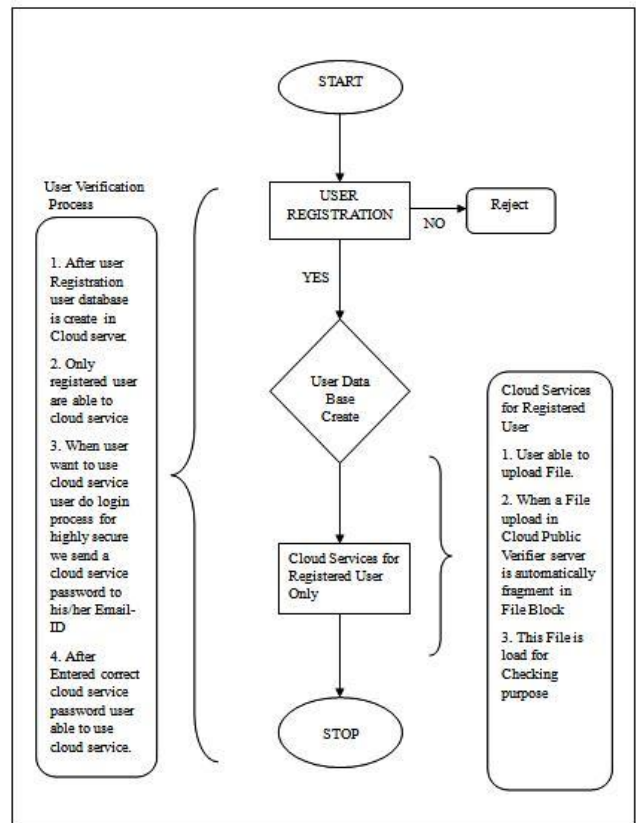 START
User Verification
Process
USER
REGISTRATION
NO
Reject
YES
1. After user
Registration
user database
is create in
Cloud server.
2. Only
registered user
are able to
cloud service
3. When user
want to use
cloud service
user do login
process for
highly secure
we send a
cloud service
password to
his/her Email-
ID
4. After
Entered correct
cloud service
password user
able to use
cloud service.
User Data
Base
Create
Cloud Services for
Registered User
Only
STOP
Cloud Services
for Registered
User
1. User able to
upload File.
2. When a File
upload in
Cloud Public
Verifier server
is automatically
fragment in
File Block
3. This File is
load for
Checking
purpose